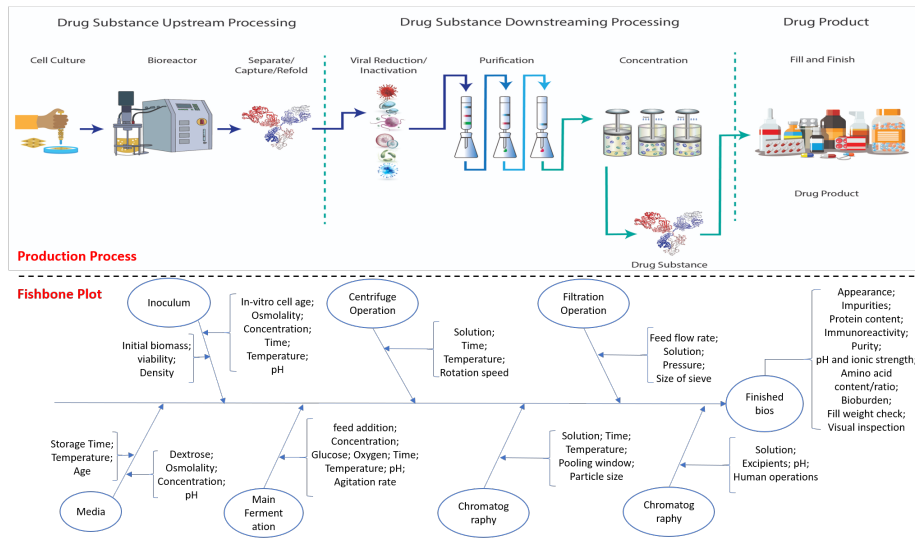 Drug Substance Upstream Processing
Drug Substance Downstreaming Processing
Drug Product
Cell Culture
Bioreactor
Separate/
Capture/Refold
Viral Reduction/
Inactivation
Purification
Concentration
Fill and Finish
Drug Product
Drug Substance
Production Process
Fishbone Plot
Inoculum
In-vitro cell age;
Osmolality;
Concentration;
Time;
Temperature;
pH
Initial biomass;
viability;
Density
Centrifuge
Operation
Solution;
Time;
Temperature;
Rotation speed
Filtration
Operation
Feed flow rate;
Solution;
Pressure;
Size of sieve
Appearance;
Impurities;
Protein content;
Immunoreactivity;
Purity;
pH and ionic strength;
Amino acid
content/ratio;
Bioburden;
Fill weight check;
Visual inspection
Finished
bios
Storage Time;
Temperature;
Age
Dextrose;
Osmolality;
Concentration;
pH
Media
feed addition;
Concentration;
Glucose; Oxygen; Time;
Temperature; pH;
Agitation rate
Main
Ferment
ation
Solution; Time;
Temperature;
Pooling window;
Particle size
Chromatog
raphy
Solution;
Excipients; pH;
Human operations
Chromatog
raphy